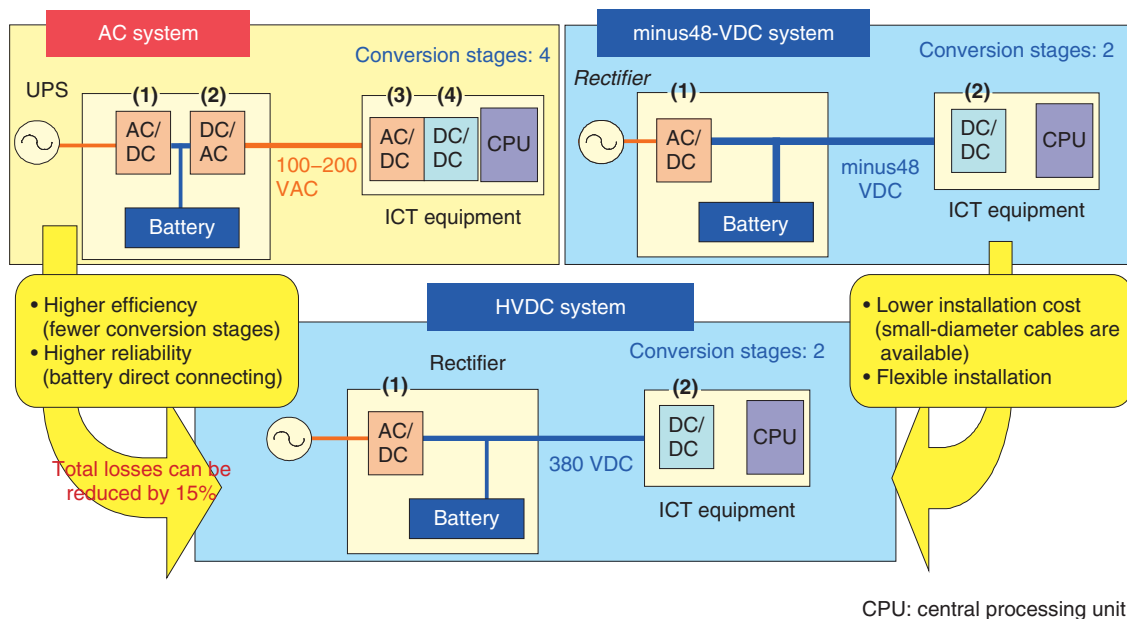 AC system
Conversion stages: 4
UPS
(1)
(2)
(3)
(4)
AC/
DC
DC/
AC
AC/
DC
DC/
DC
CPU
100–200
VAC
Battery
ICT equipment
minus48-VDC system
Conversion stages: 2
Rectifier
(1)
(2)
AC/
DC
DC/
DC
CPU
minus48
VDC
Battery
ICT equipment
• Higher efficiency
(fewer conversion stages)
• Higher reliability
(battery direct connecting)
Total losses can be
reduced by 15%
• Lower installation cost
(small-diameter cables are
available)
• Flexible installation
HVDC system
Conversion stages: 2
Rectifier
(1)
(2)
AC/
DC
DC/
DC
CPU
380 VDC
Battery
ICT equipment
CPU: central processing unit